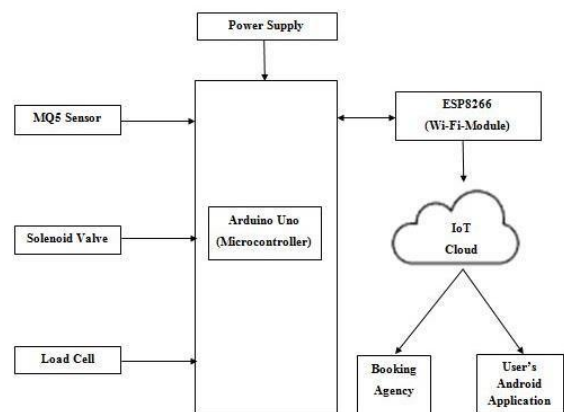 Power Supply
MQ5 Sensor
ESP8266
(Wi-Fi-Module)
Arduino Uno
(Microcontroller)
Solenoid Valve
IoT
Cloud
Load Cell
Booking
Agency
User's
Android
Application